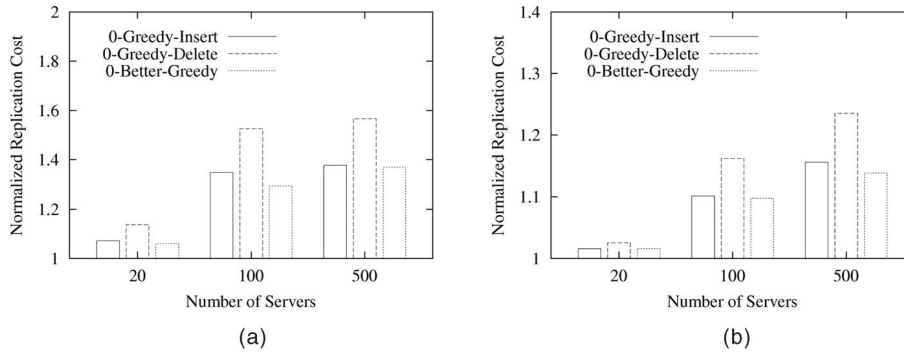 2
1.8
1.6
1.4
1.2
1
Normalized Replication Cost
0-Greedy-Insert
0-Greedy-Delete
0-Better-Greedy
20 100 500
Number of Servers
(a)
1.4
1.3
1.2
1.1
1
Normalized Replication Cost
0-Greedy-Insert
0-Greedy-Delete
0-Better-Greedy
20 100 500
Number of Servers
(b)